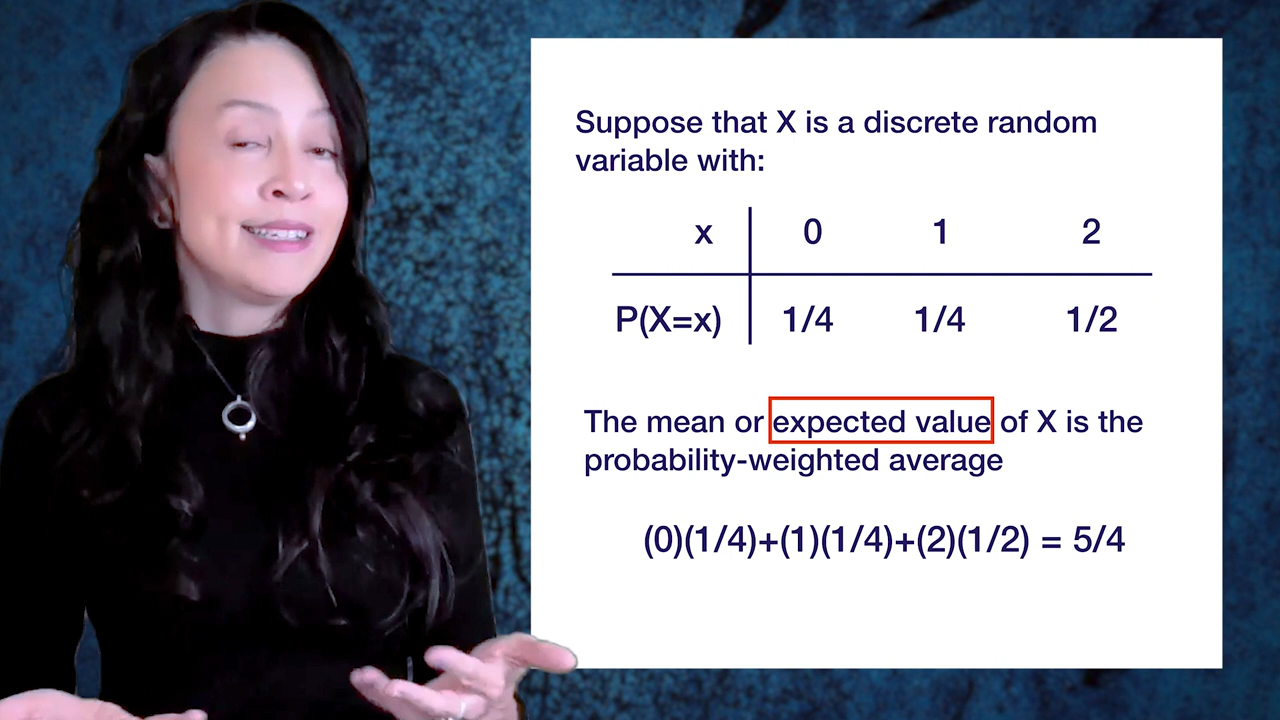 Suppose that X is a discrete random
variable with:
x 0 1 2
P(X=x) 1/4 1/4 1/2
The mean or expected value of X is the
probability-weighted average
(0)(1/4)+(1)(1/4)+(2)(1/2) = 5/4